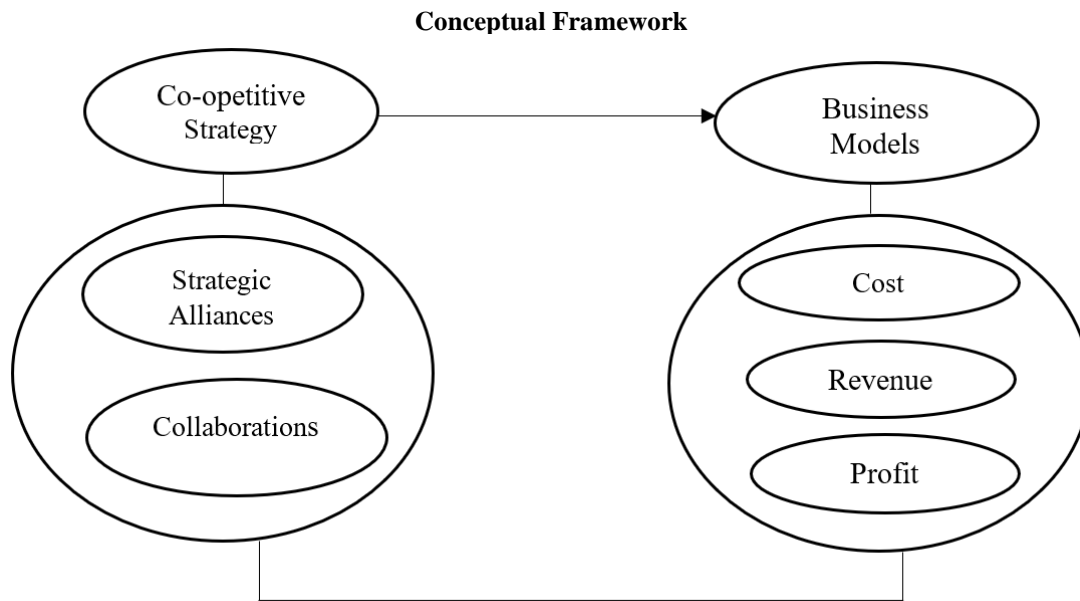 Conceptual Framework
Co-opetitive
Strategy
Business
Models
Strategic
Alliances
Collaborations
Cost
Revenue
Profit